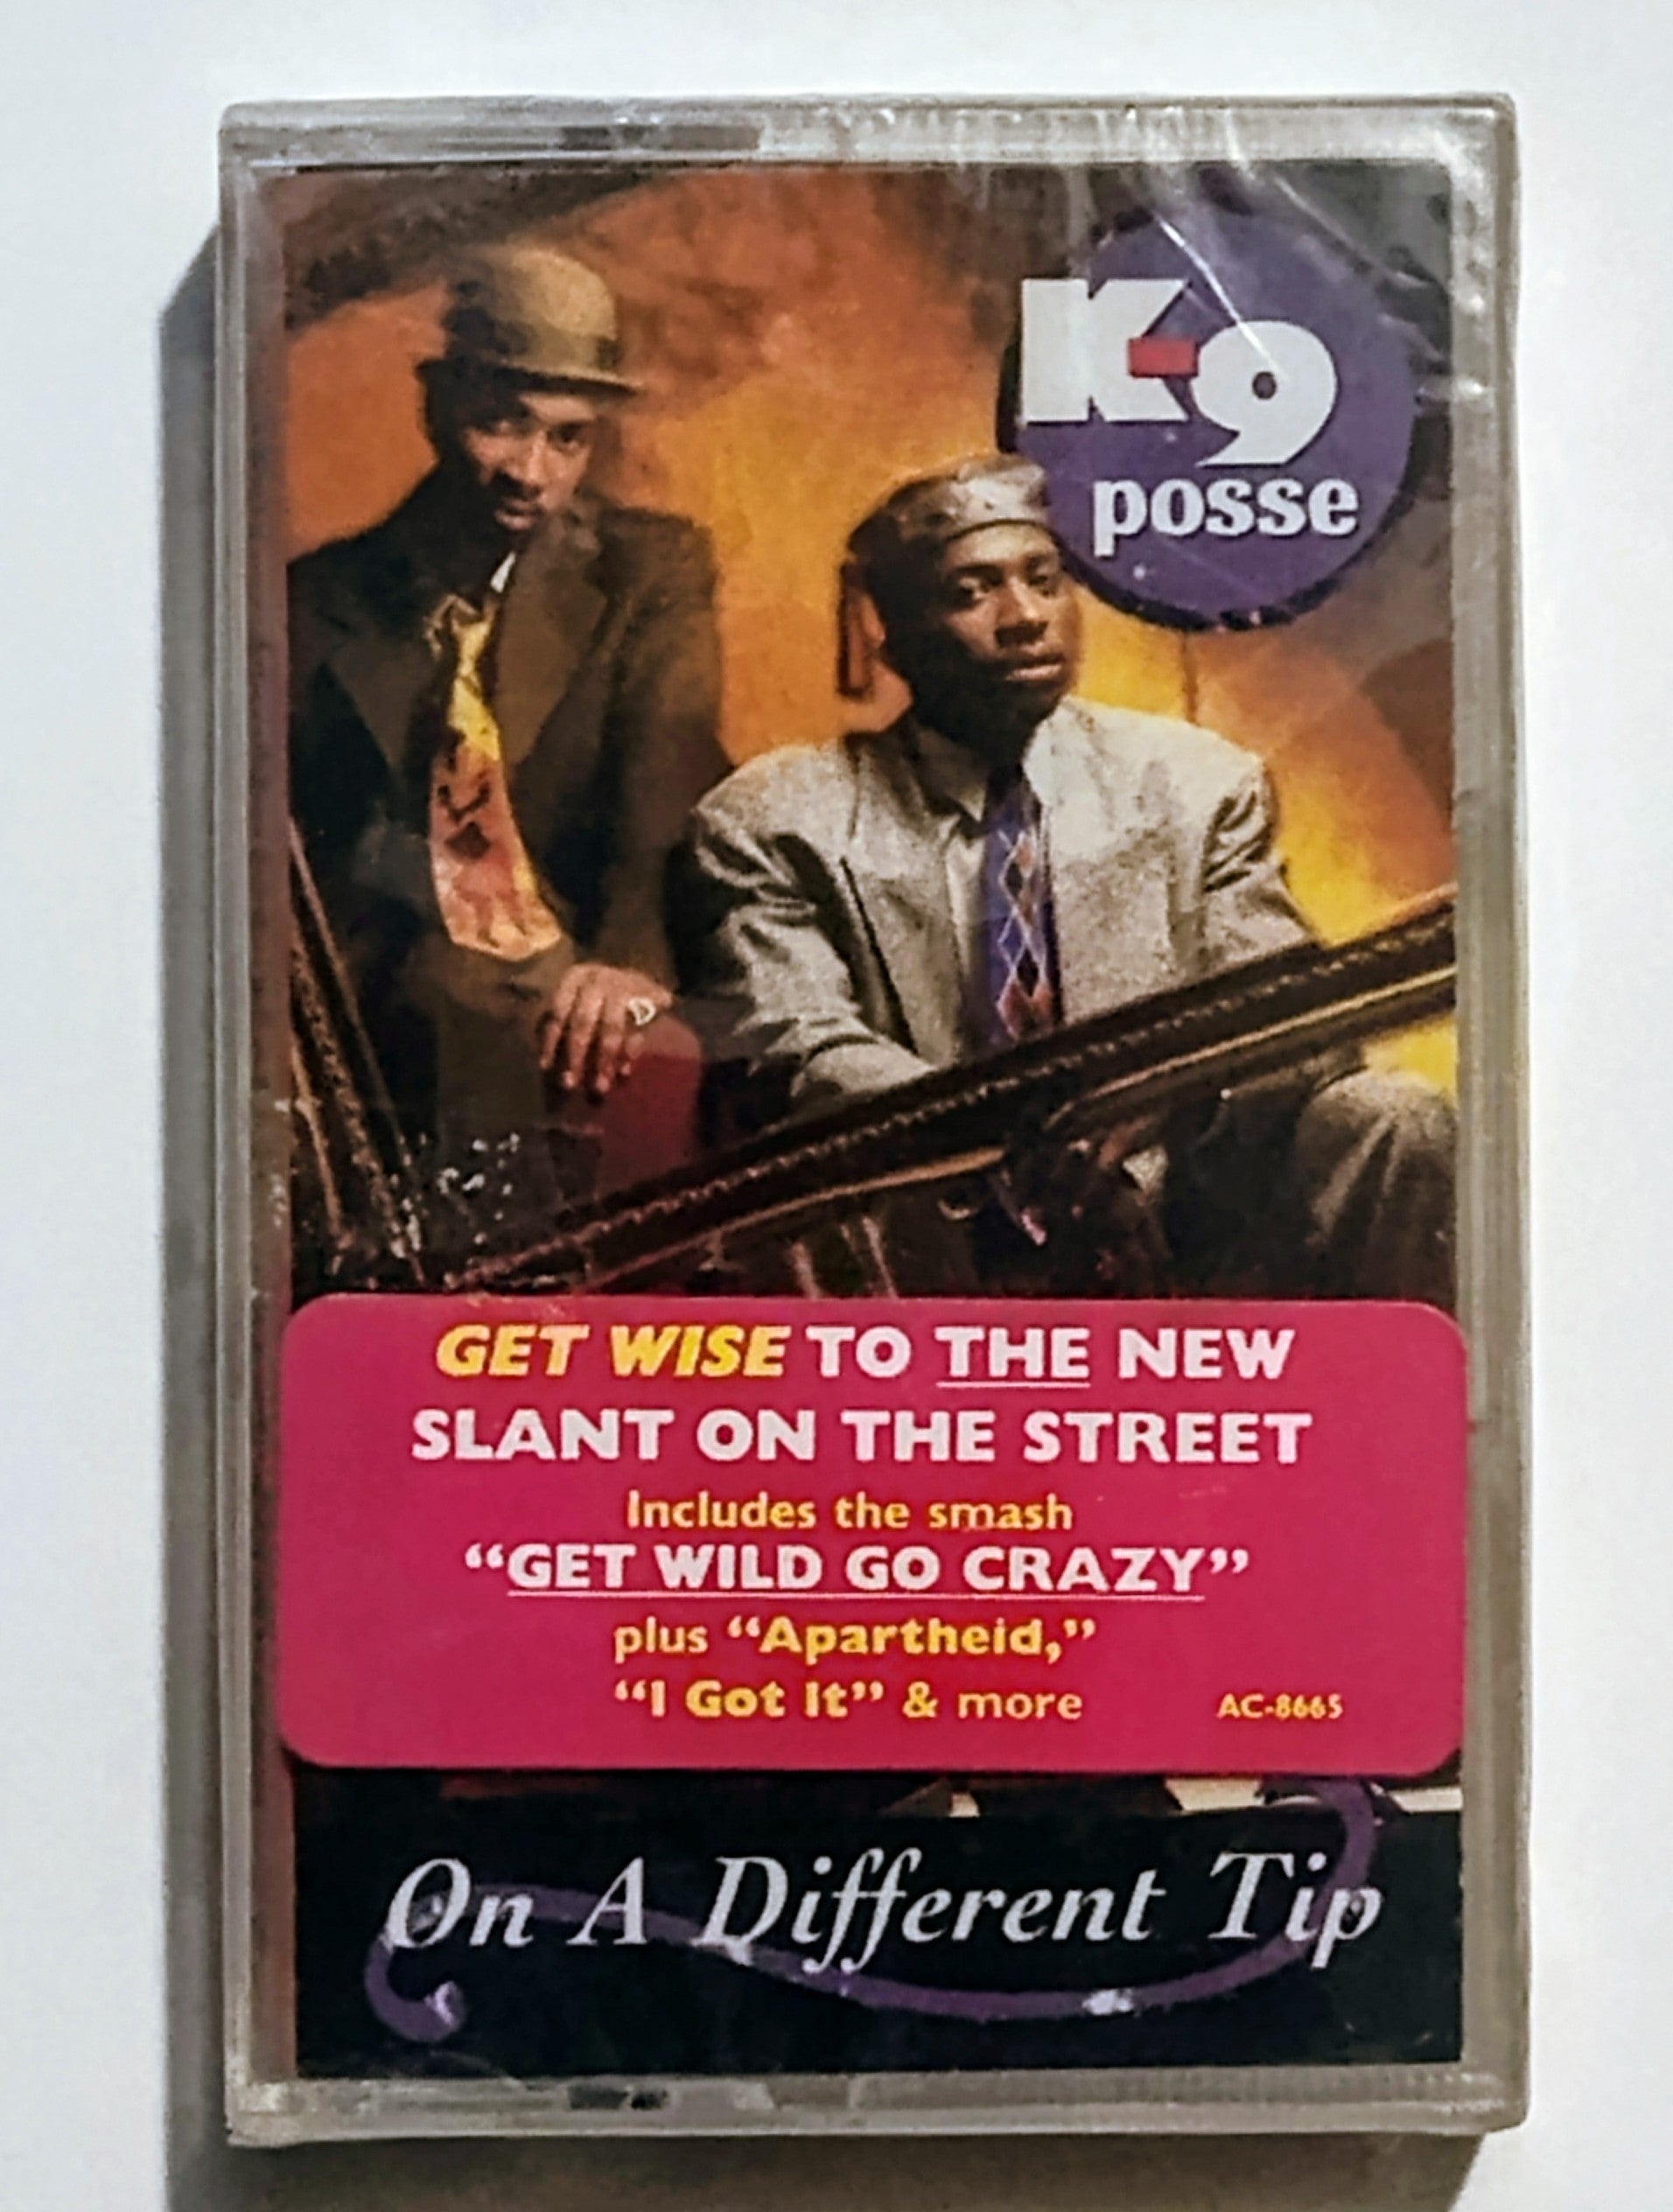 K-9
posse
GET WISE TO THE NEW
SLANT ON THE STREET
Includes the smash
“GET WILD GO CRAZY”
plus “Apartheid,”
“I Got It” & more
AC-8665
On A Different Tip